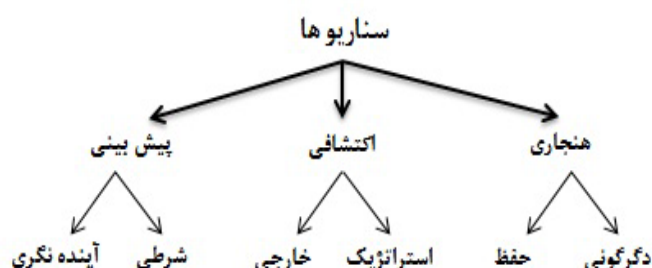 سناریو ها
هنجاری اکتشافی پیش بینی
دگرگونی حفظ استراتژیک خارجی شرطی آینده نگری